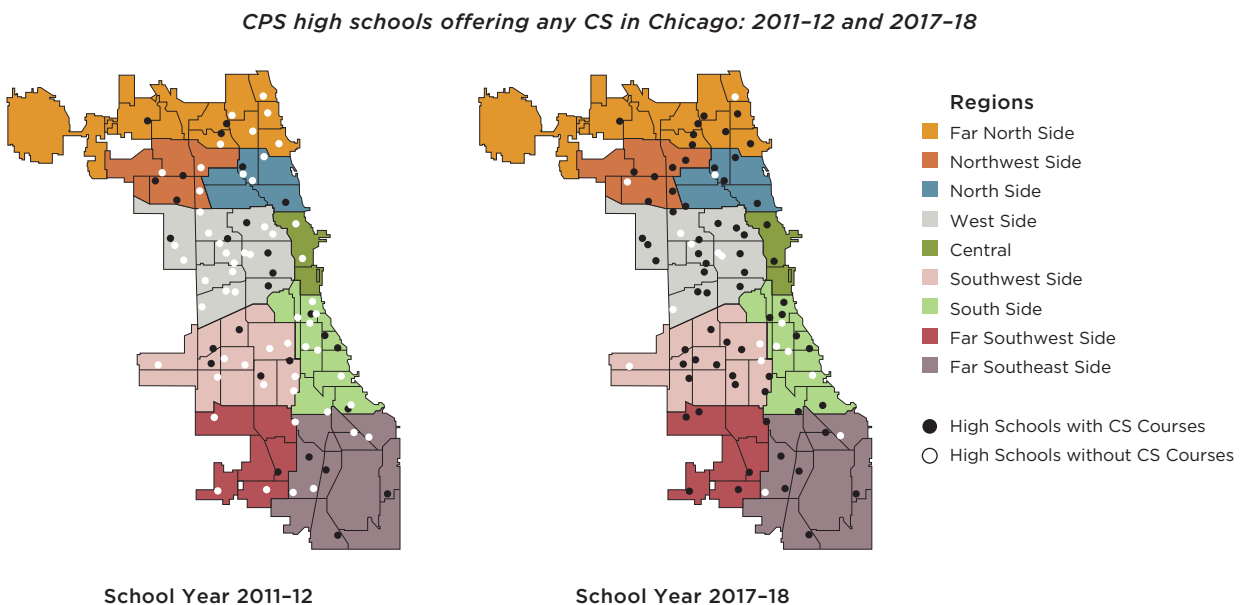 CPS high schools offering any CS in Chicago: 2011–12 and 2017–18
Regions
Far North Side
Northwest Side
North Side
West Side
Central
Southwest Side
South Side
Far Southwest Side
Far Southeast Side
High Schools with CS Courses
High Schools without CS Courses
School Year 2011–12
School Year 2017–18